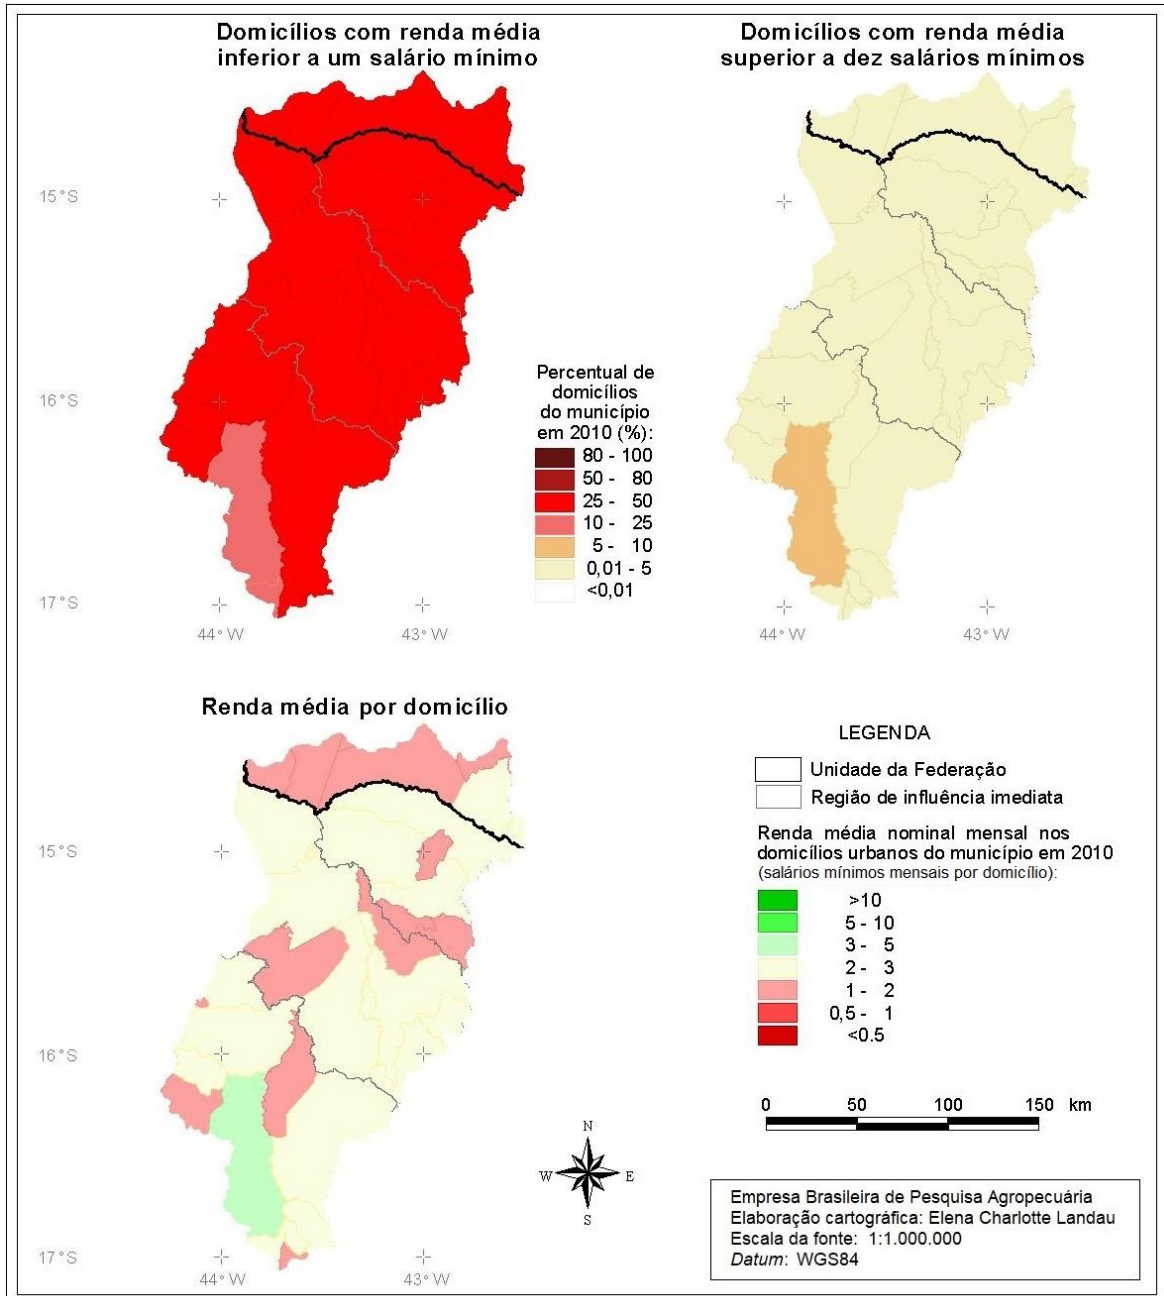 Domicílios com renda média
inferior a um salário mínimo
Domicílios com renda média
superior a dez salários mínimos
15°S
16°S
17°S
44° W
43° W
44° W
43° W
Percentual de
domicílios
do município
em 2010 (%):
80 - 100
50 - 80
25 - 50
10 - 25
5 - 10
0,01 - 5
<0,01
Renda média por domicílio
15°S
16°S
17°S
44° W
43° W
N
W E
S
LEGENDA
Unidade da Federação
Região de influência imediata
Renda média nominal mensal nos
domicílios urbanos do município em 2010
(salários mínimos mensais por domicílio):
>10
5 - 10
3 - 5
2 - 3
1 - 2
0,5 - 1
<0.5
0 50 100 150 km
Empresa Brasileira de Pesquisa Agropecuária
Elaboração cartográfica: Elena Charlotte Landau
Escala da fonte: 1:1.000.000
Datum: WGS84